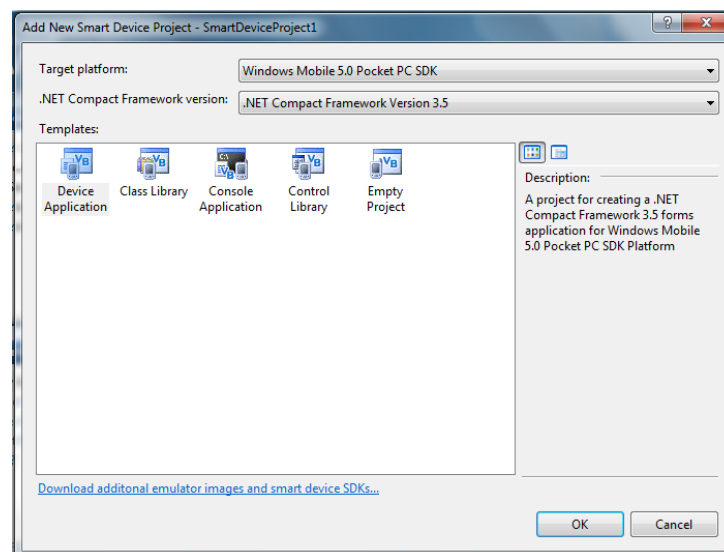 Add New Smart Device Project - SmartDeviceProject1
Target platform:
Windows Mobile 5.0 Pocket PC SDK
.NET Compact Framework version:
.NET Compact Framework Version 3.5
Templates:
Device
Application
Class Library
Console
Application
Control
Library
Empty
Project
Description:
A project for creating a .NET
Compact Framework 3.5 forms
application for Windows Mobile
5.0 Pocket PC SDK Platform
Download additonal emulator images and smart device SDKs...
OK
Cancel